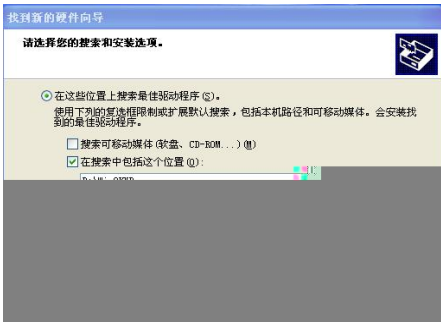 找到新的硬件向导
请选择您的搜索和安装选项。
在这些位置上搜索最佳驱动程序(S)。
使用下列的复选框限制或扩展默认搜索，包括本机路径和可移动媒体。会安装找
到的最佳驱动程序。
搜索可移动媒体(软盘、CD-ROM...)(M)
在搜索中包括这个位置(O):